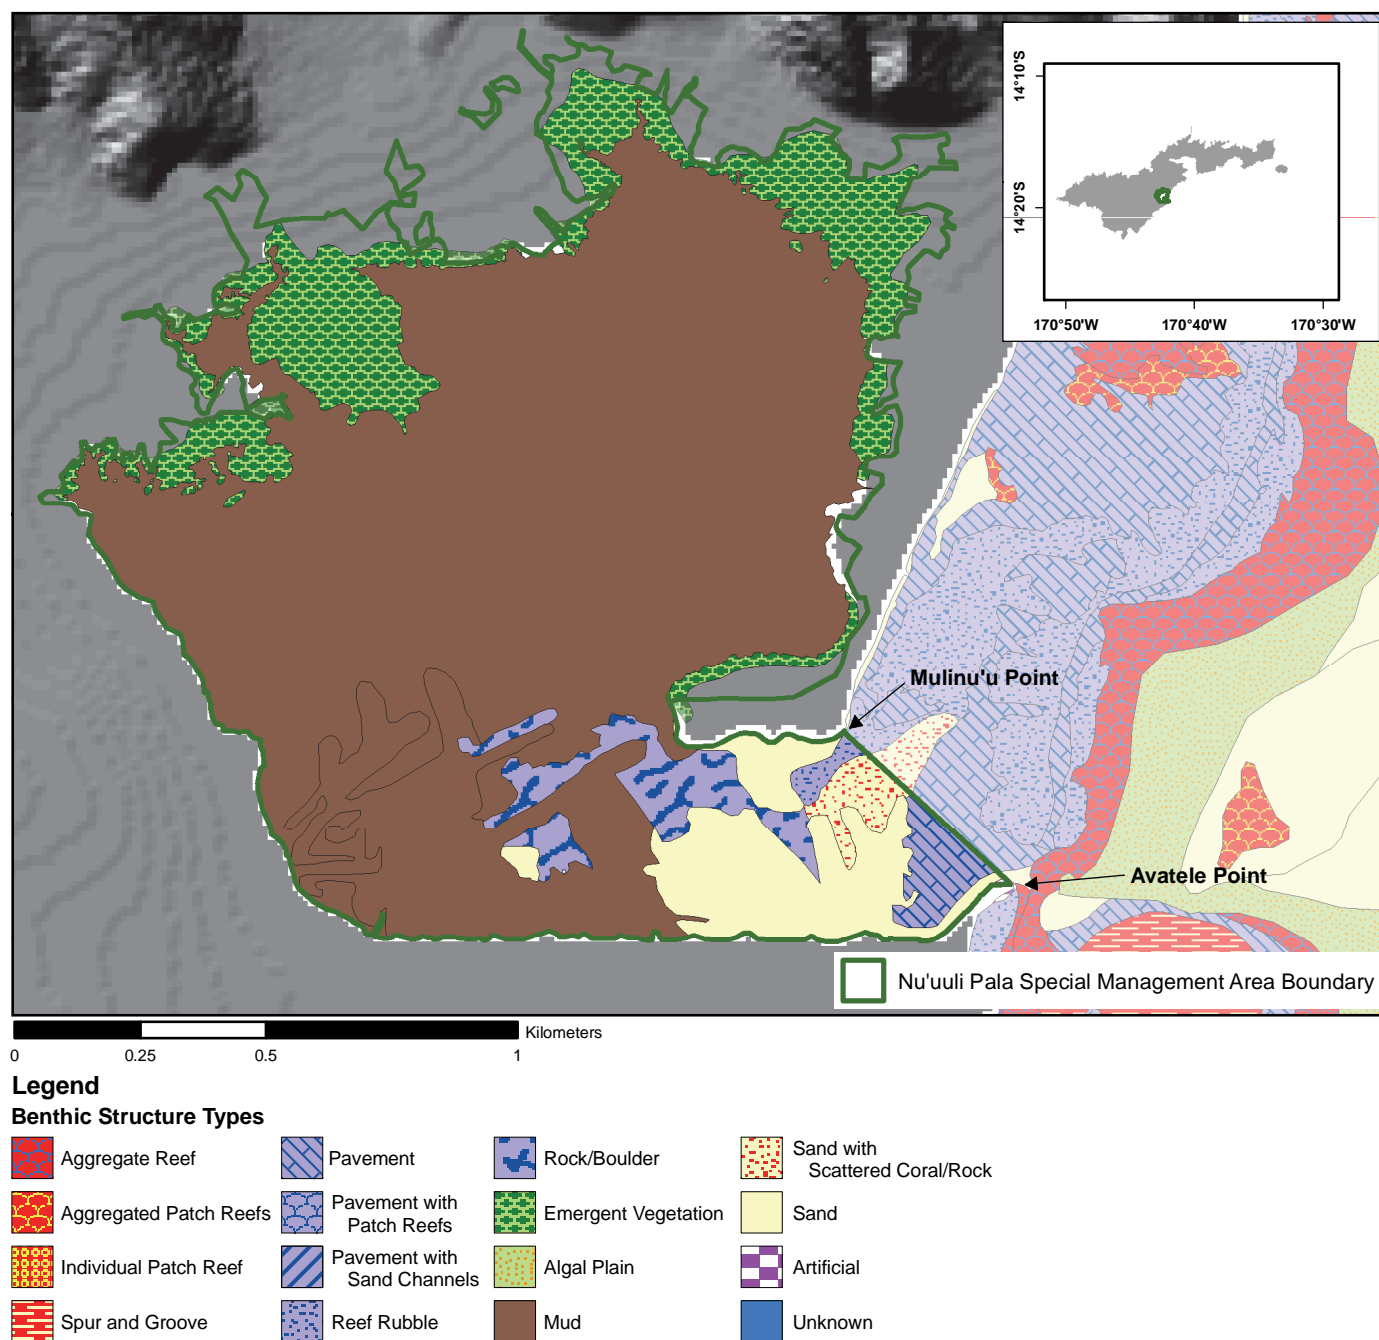 14°10'S
14°20'S
170°50'W 170°40'W 170°30'W
Mulinu'u Point
Avatele Point
Nu'uuli Pala Special Management Area Boundary
Kilometers
0 0.25 0.5 1
Legend
Benthic Structure Types
Aggregate Reef
Aggregated Patch Reefs
Individual Patch Reef
Spur and Groove
Pavement
Pavement with
Patch Reefs
Pavement with
Sand Channels
Reef Rubble
Rock/Boulder
Emergent Vegetation
Algal Plain
Mud
Sand with
Scattered Coral/Rock
Sand
Artificial
Unknown